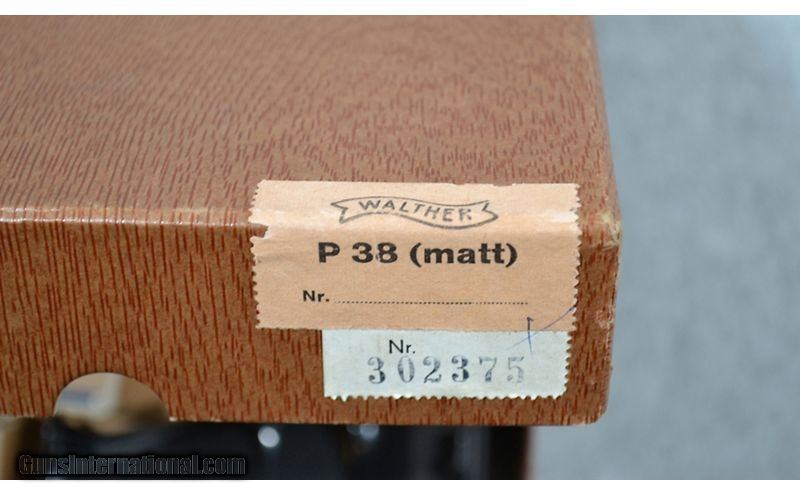 WALTHER
P 38 (matt)
Nr. ........................................
Nr.
302375
GunsInternational.com